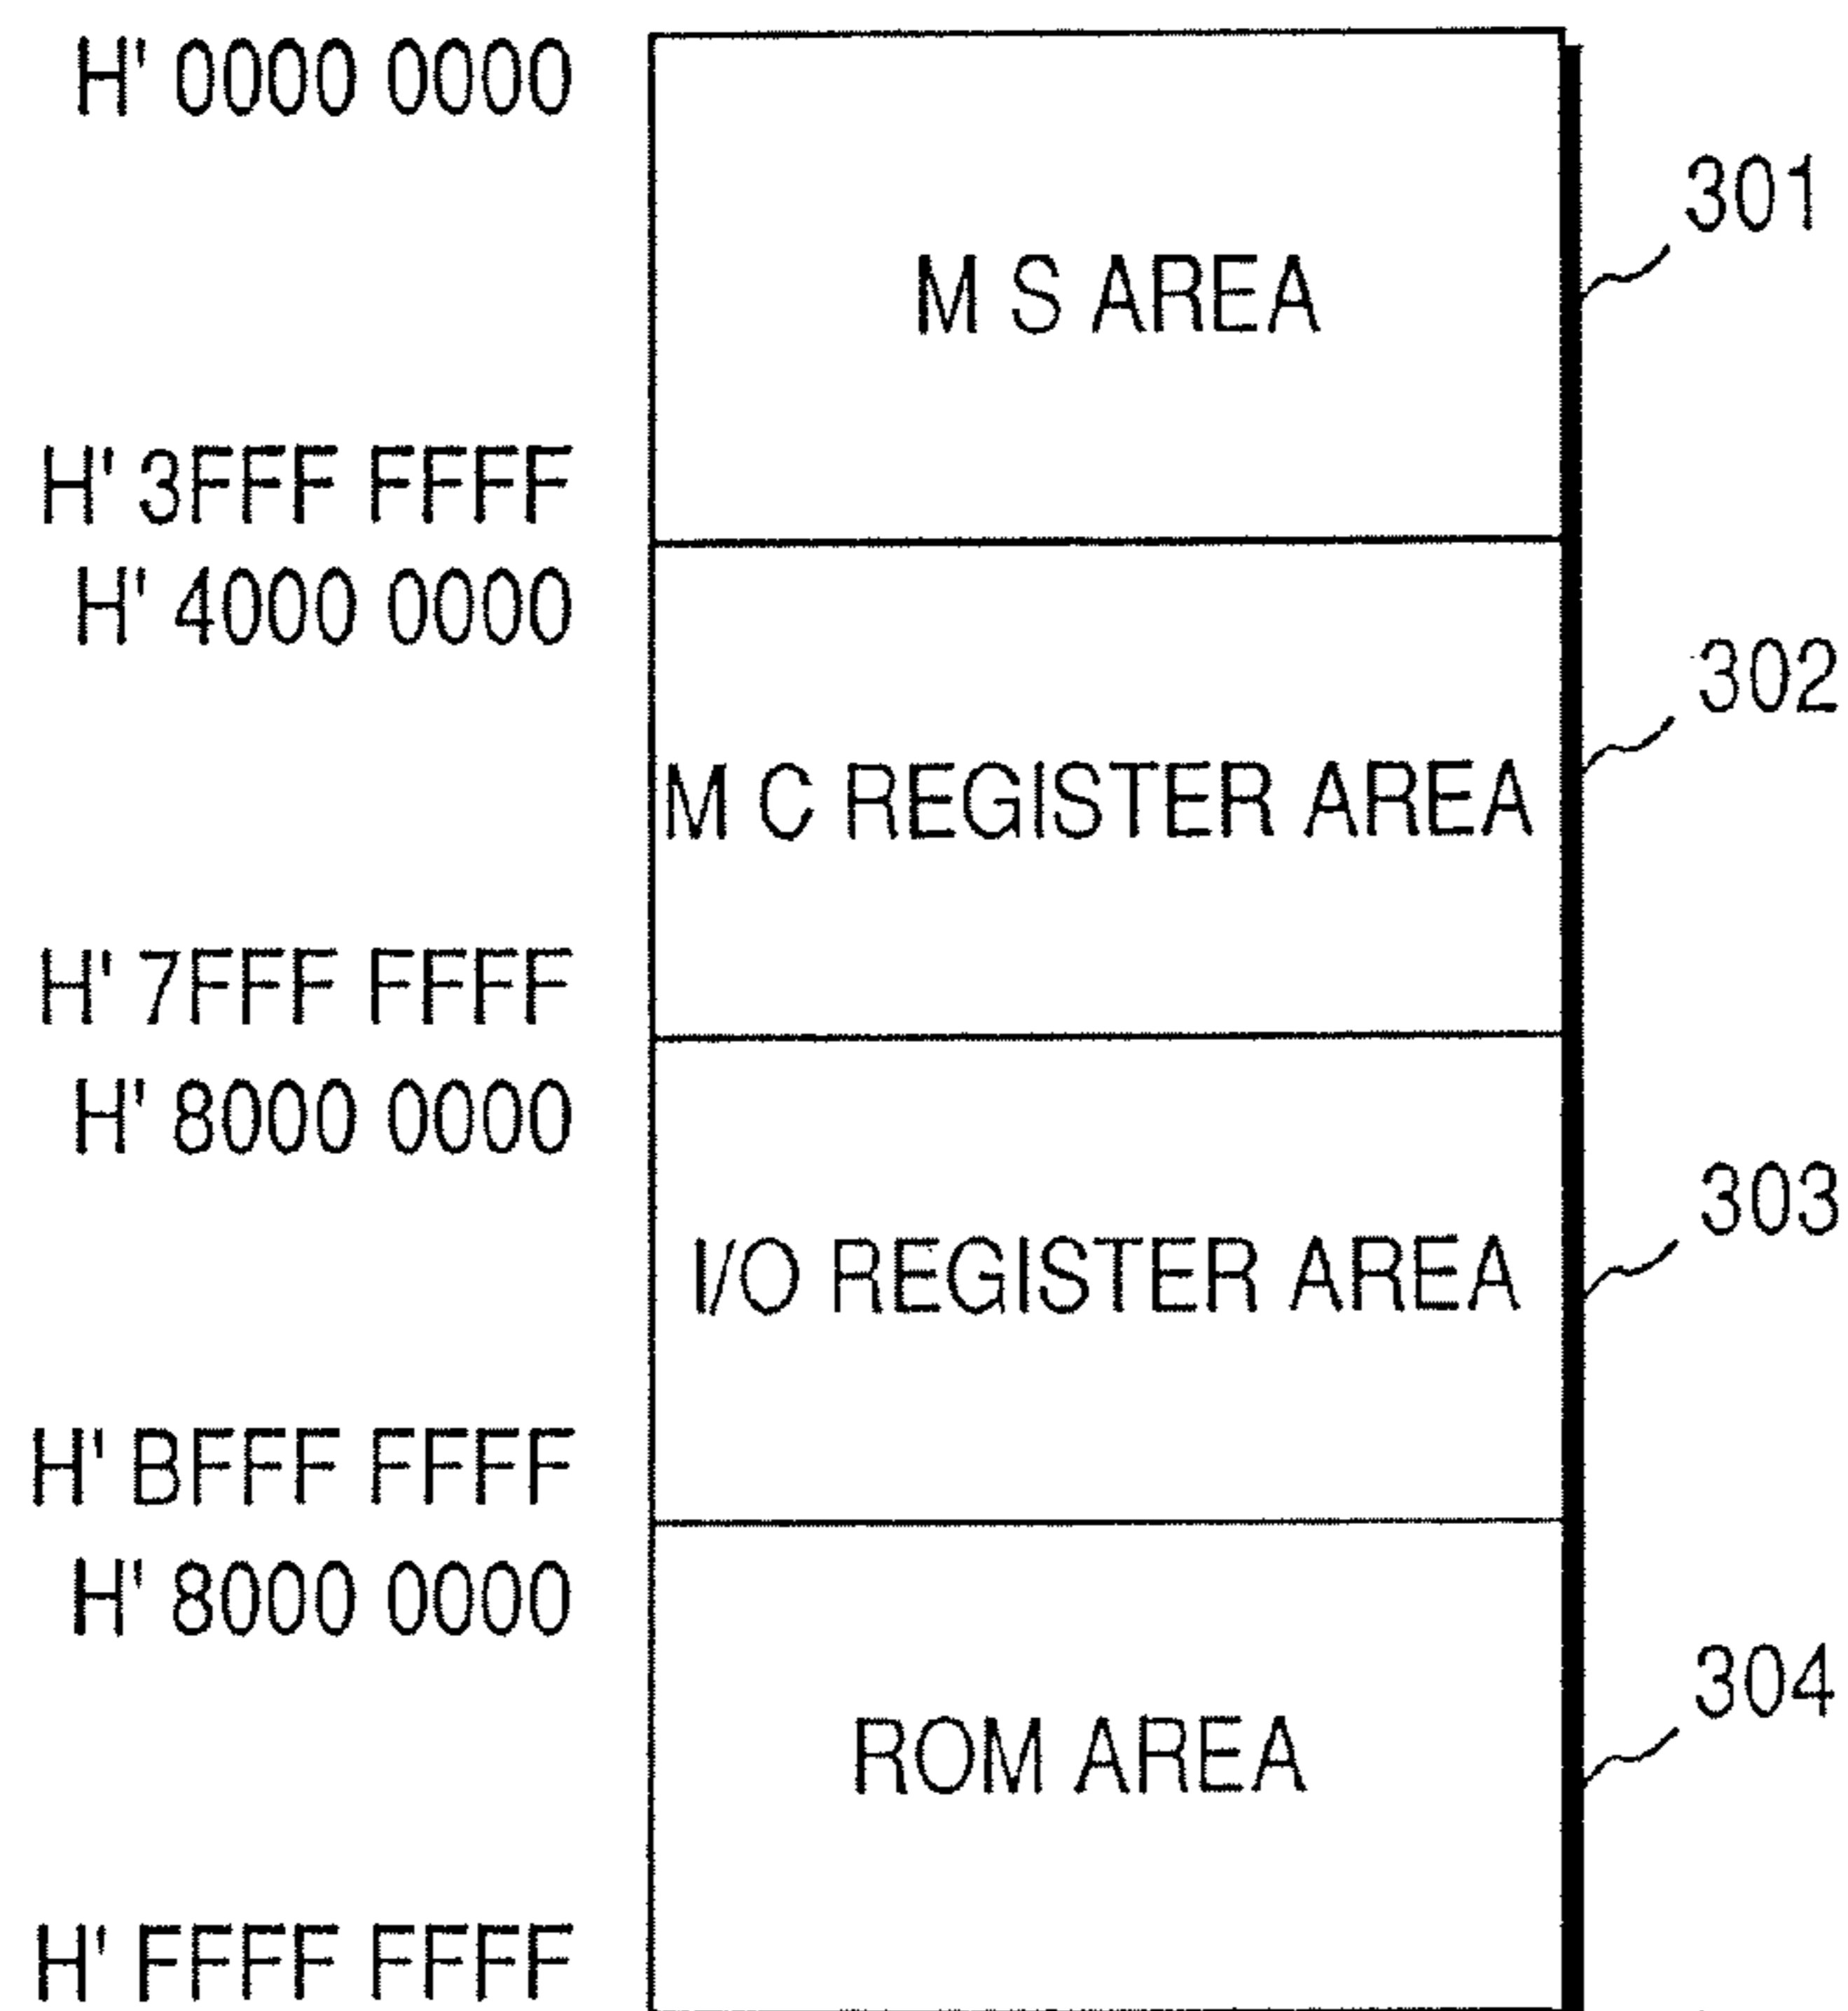 H' 0000 0000
301
M S AREA
H' 3FFF FFFF
H' 4000 0000
302
M C REGISTER AREA
H' 7FFF FFFF
H' 8000 0000
303
I/O REGISTER AREA
H' BFFF FFFF
H' 8000 0000
304
ROM AREA
H' FFFF FFFF